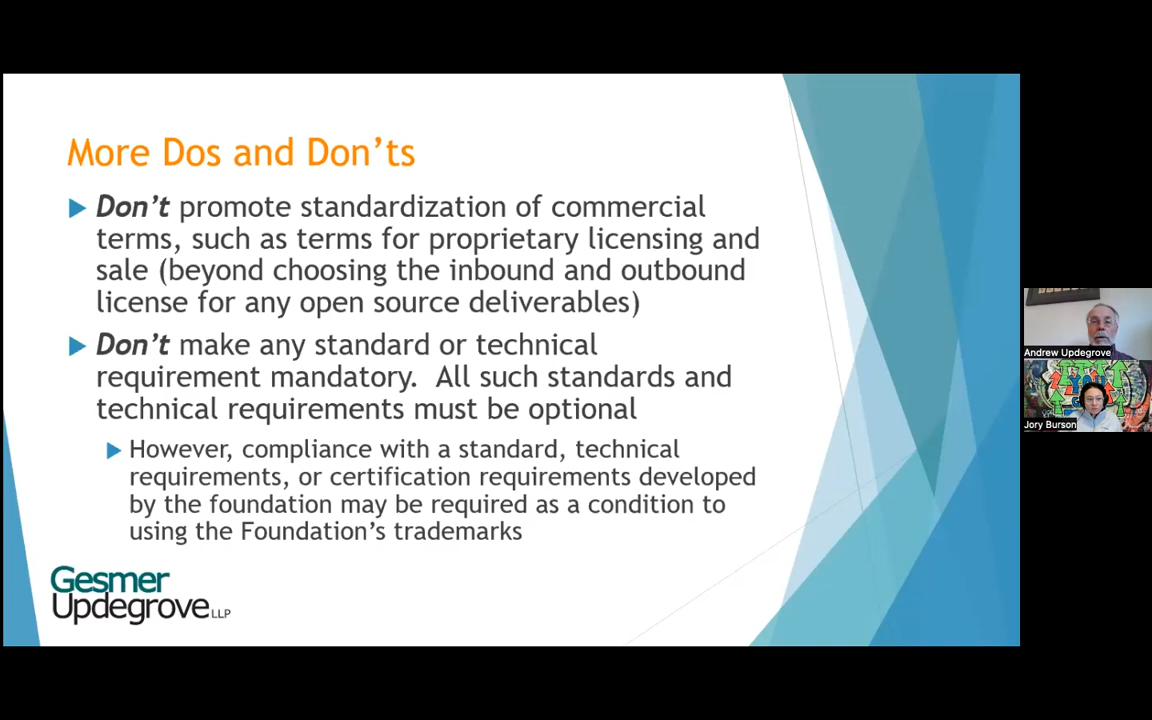 More Dos and Don'ts
Don't promote standardization of commercial
terms, such as terms for proprietary licensing and
sale (beyond choosing the inbound and outbound
license for any open source deliverables)
Don't make any standard or technical
requirement mandatory.  All such standards and
technical requirements must be optional
However, compliance with a standard, technical
requirements, or certification requirements developed
by the foundation may be required as a condition to
using the Foundation's trademarks
Gesmer
Updegrove LLP
Andrew Updegrove
YOU
Jory Burson